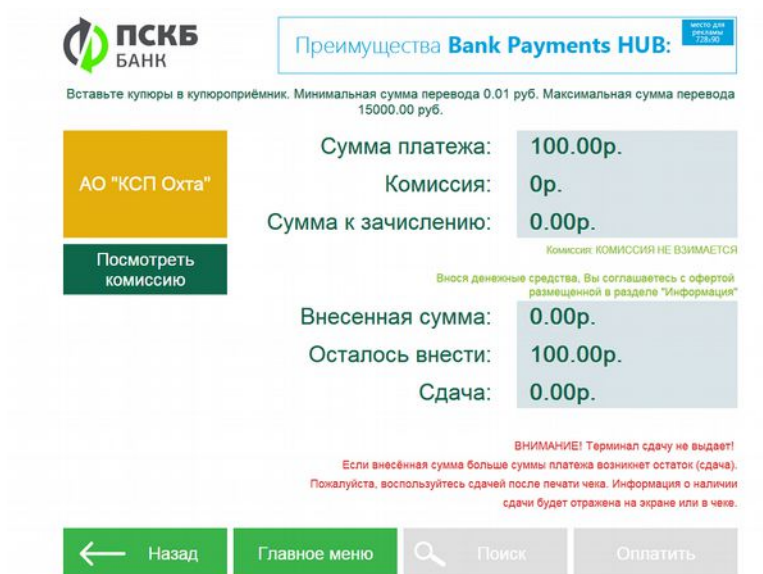 ПСКБ
БАНК
Преимущества Bank Payments HUB:
место для
рекламы
728x90
Вставьте купюры в купюроприёмник. Минимальная сумма перевода 0.01 руб. Максимальная сумма перевода
15000.00 руб.
АО "КСП Охта"
Посмотреть
комиссию
Сумма платежа: 100.00р.
Комиссия: 0р.
Сумма к зачислению: 0.00р.
Комиссия: КОМИССИЯ НЕ ВЗИМАЕТСЯ
Внося денежные средства, Вы соглашаетесь с офертой
размещенной в разделе "Информация"
Внесенная сумма: 0.00р.
Осталось внести: 100.00р.
Сдача: 0.00р.
ВНИМАНИЕ! Терминал сдачу не выдает!
Если внесённая сумма больше суммы платежа возникнет остаток (сдача).
Пожалуйста, воспользуйтесь сдачей после печати чека. Информация о наличии
сдачи будет отражена на экране или в чеке.
Назад Главное меню Поиск Оплатить